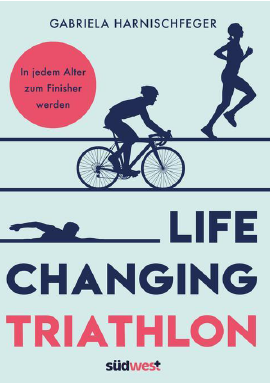 GABRIELA HARNISCHFEGER
In jedem Alter
zum Finisher
werden
LIFE
CHANGING
TRIATHLON
südwest